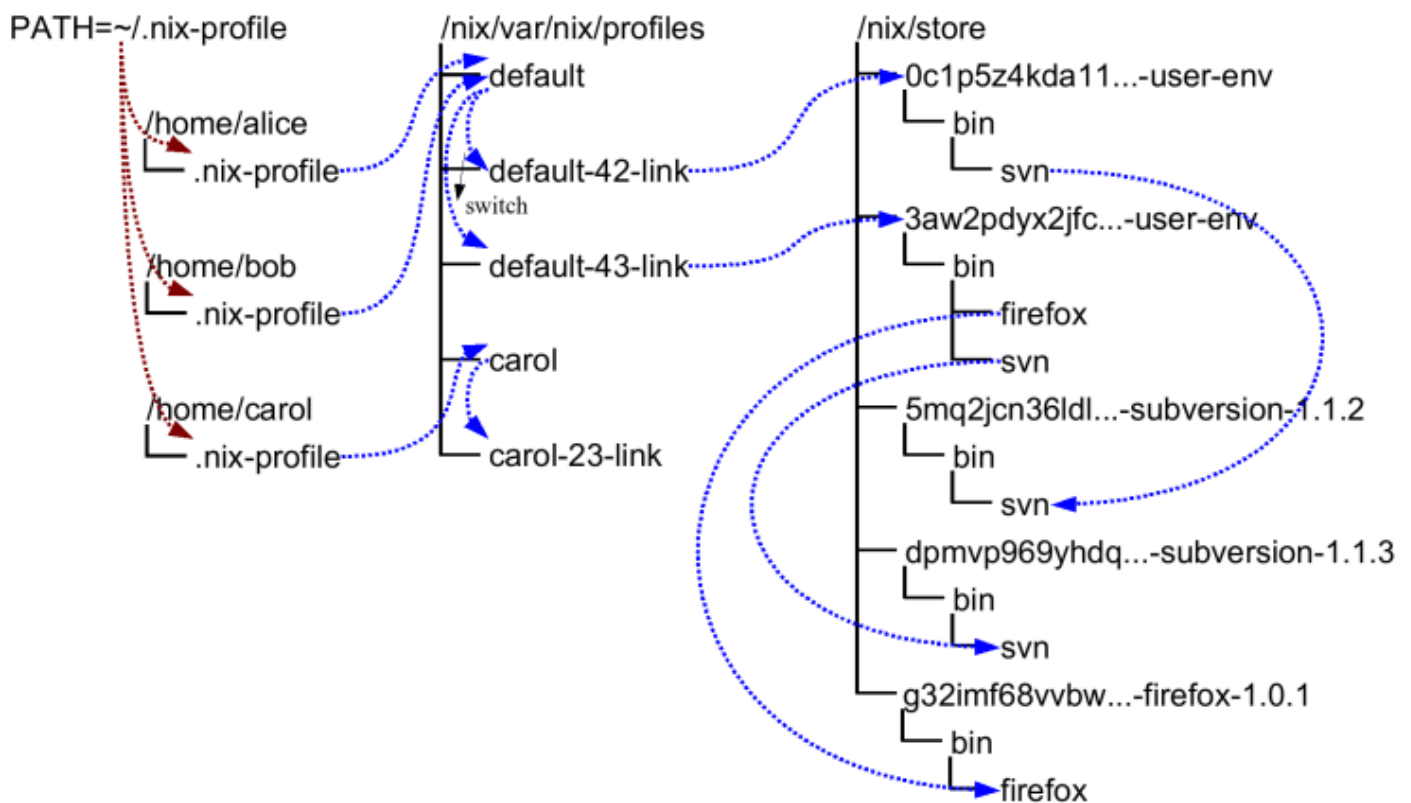 PATH=~/.nix-profile
/home/alice
.nix-profile
/home/bob
.nix-profile
/home/carol
.nix-profile
/nix/var/nix/profiles
default
default-42-link
switch
default-43-link
carol
carol-23-link
/nix/store
0c1p5z4kda11...-user-env
bin
svn
3aw2pdyx2jfc...-user-env
bin
firefox
svn
5mq2jcn36ldl...-subversion-1.1.2
bin
svn
dpmvp969yhdq...-subversion-1.1.3
bin
svn
g32imf68vvbw...-firefox-1.0.1
bin
firefox